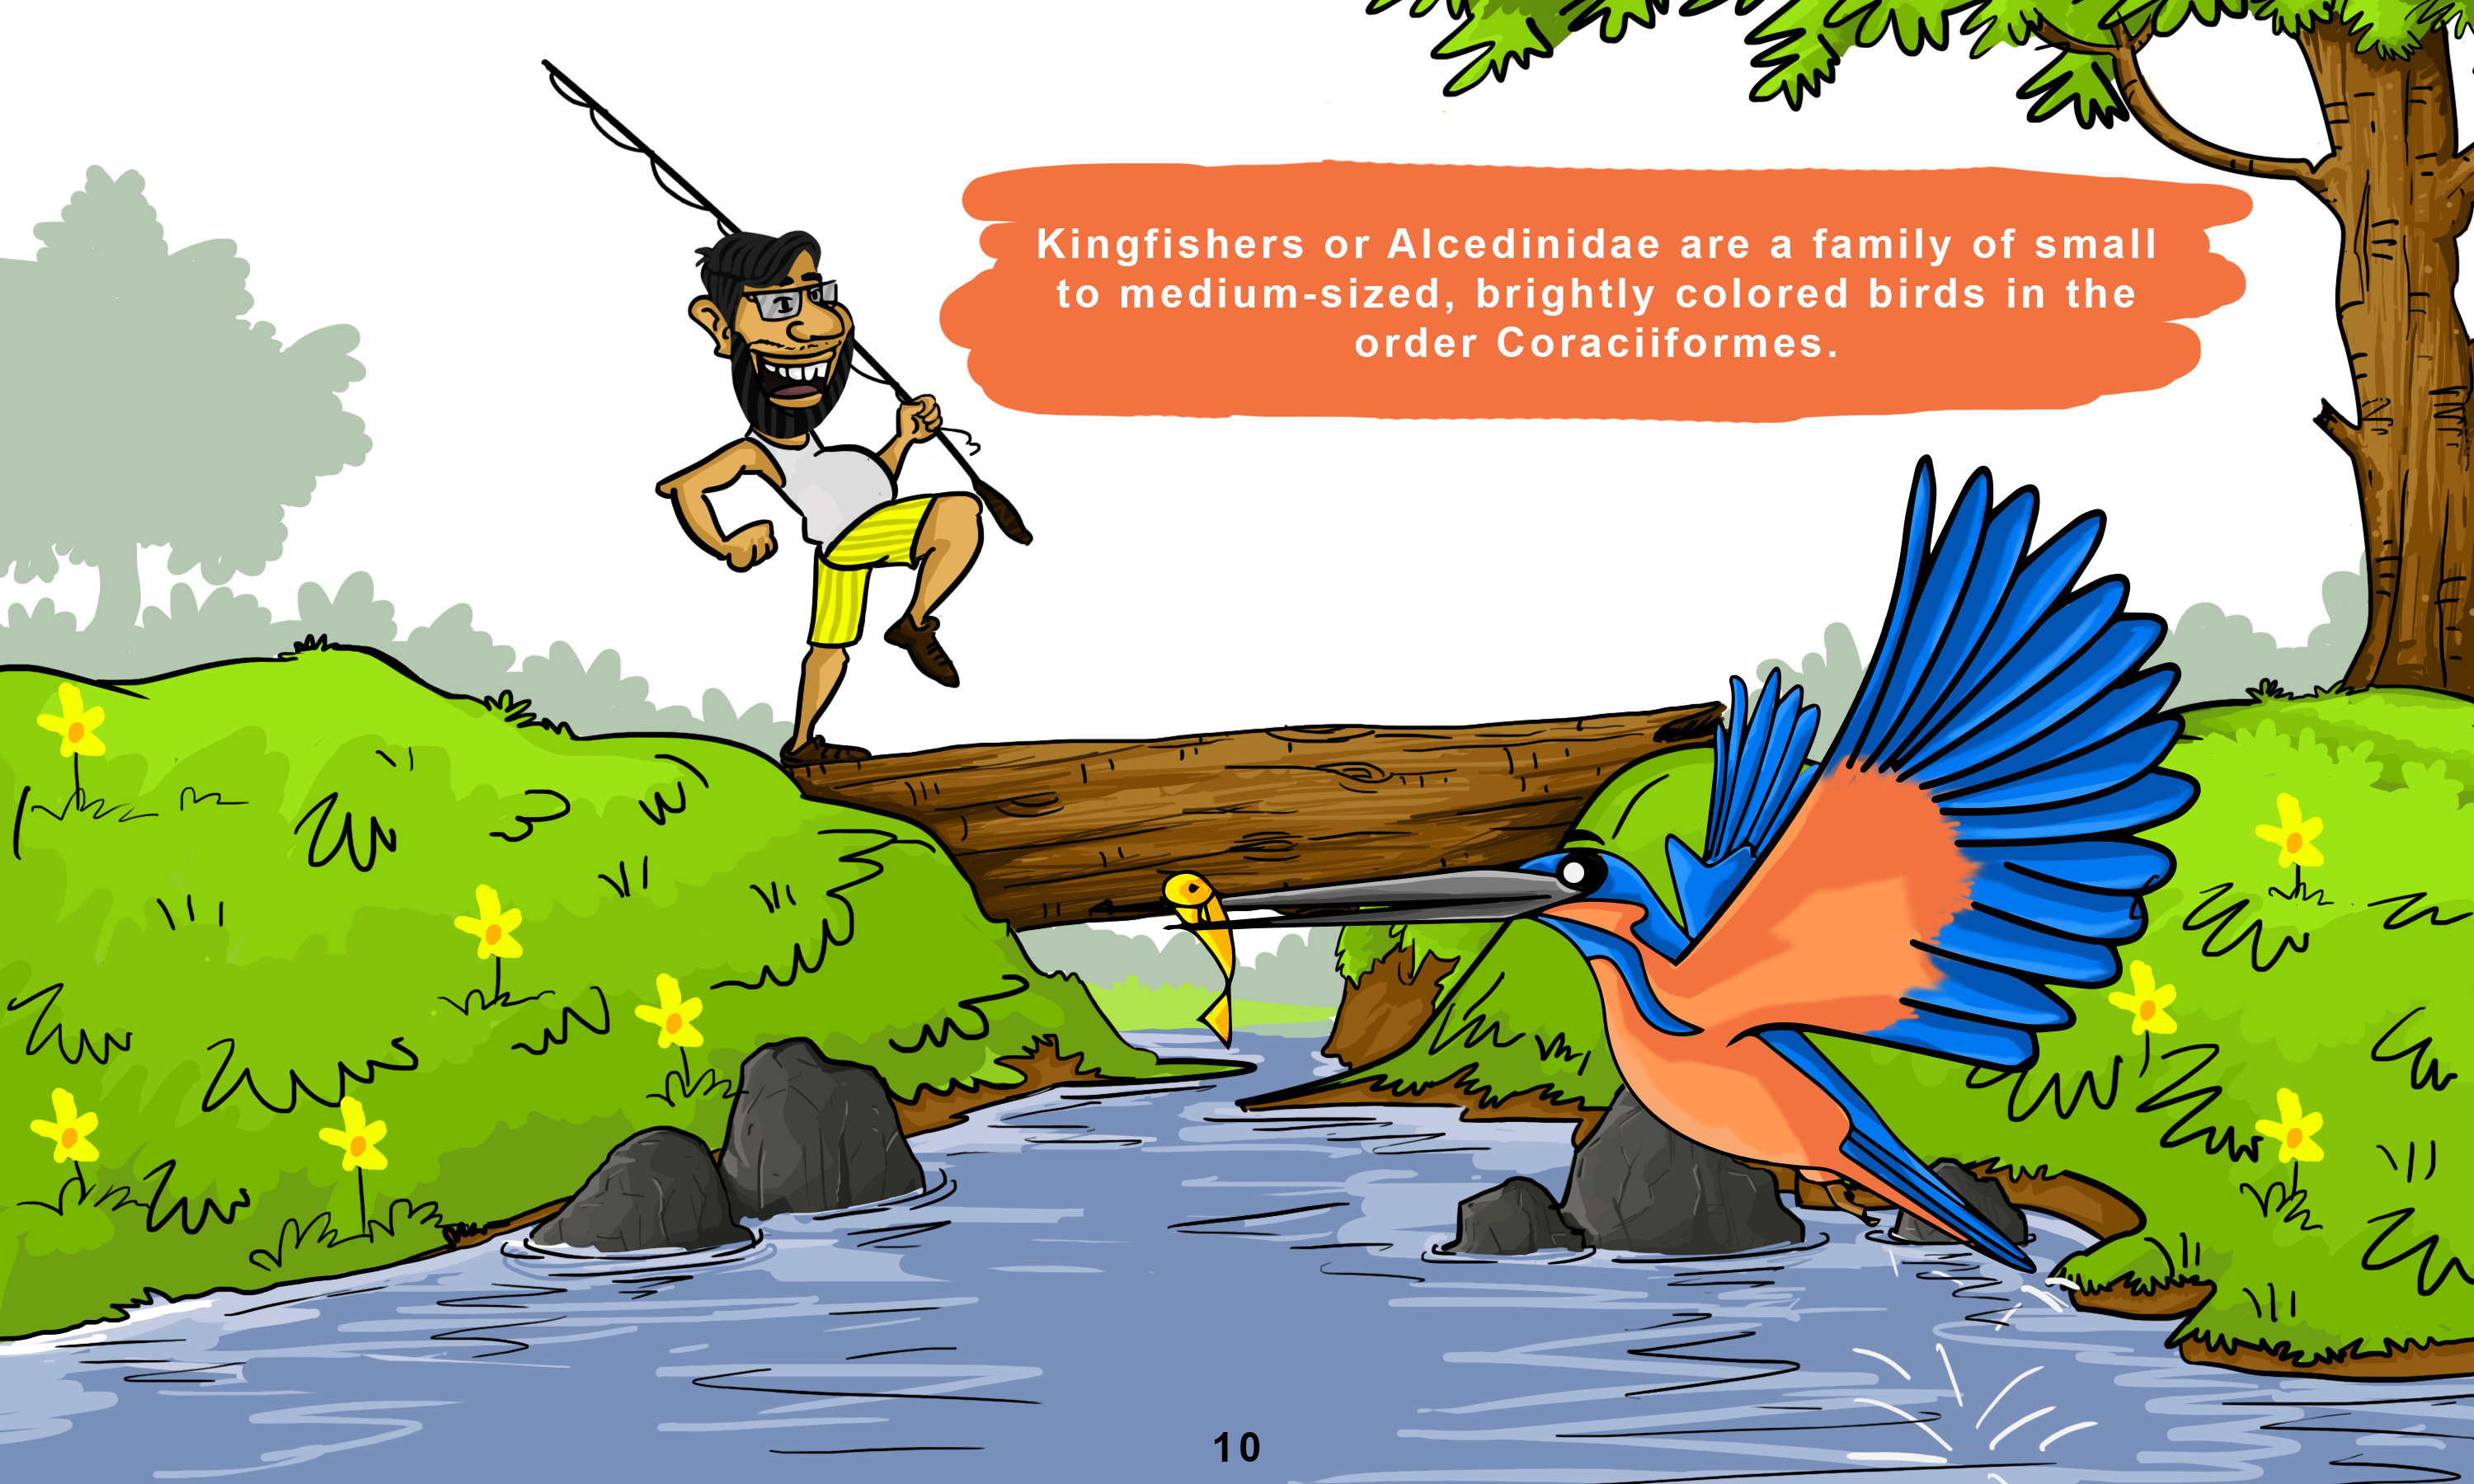 Kingfishers or Alcedinidae are a family of small
to medium-sized, brightly colored birds in the
order Coraciiformes.
10